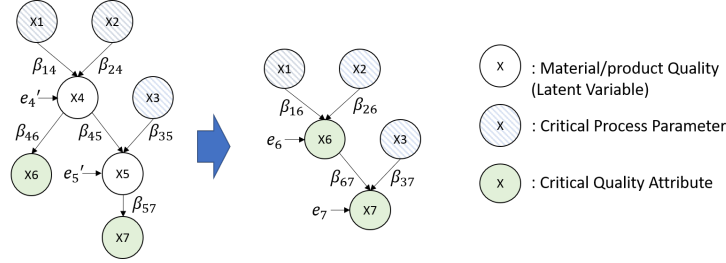 X1
X2
β14
β24
e4′
X4
X3
β46
β45
β35
X6
e5′
X5
β57
X7
X1
X2
β16
β26
e6
X6
X3
β67
β37
e7
X7
X : Material/product Quality
(Latent Variable)
X : Critical Process Parameter
X : Critical Quality Attribute